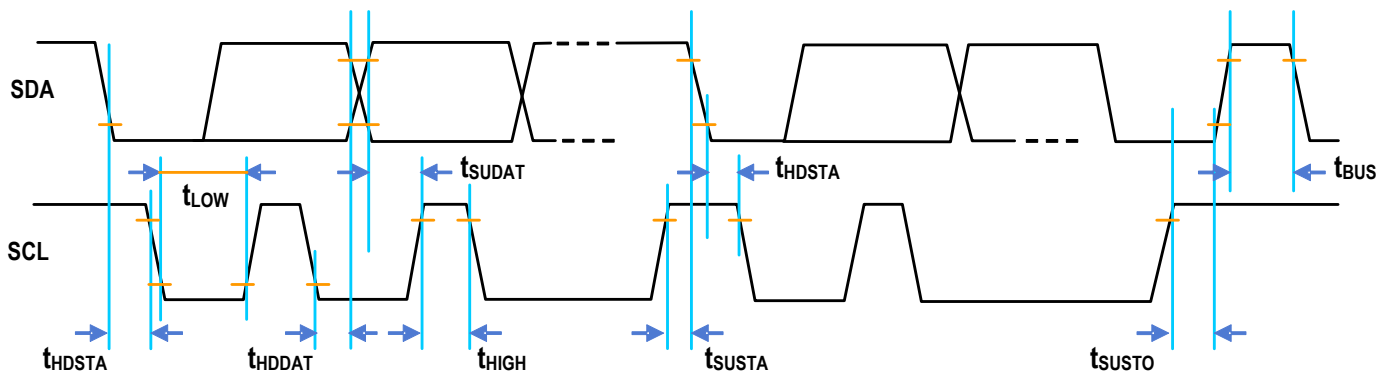 SDA
tSUDAT
tHDSTA
tBUS
tLOW
SCL
tHDSTA
tHDDAT
tHIGH
tSUSTA
tSUSTO